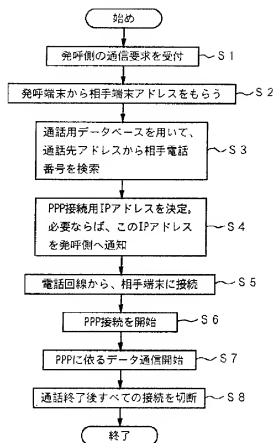 始め
発呼側の通信要求を受付
S1
発呼端末から相手端末アドレスをもらう
S2
通話用データベースを用いて、
通話先アドレスから相手電話
番号を検索
S3
PPP接続用IPアドレスを決定。
必要ならば、このIPアドレス
を発呼側へ通知
S4
電話回線から、相手端末に接続
S5
PPP接続を開始
S6
PPPに依るデータ通信開始
S7
通話終了後すべての接続を切断
S8
終了